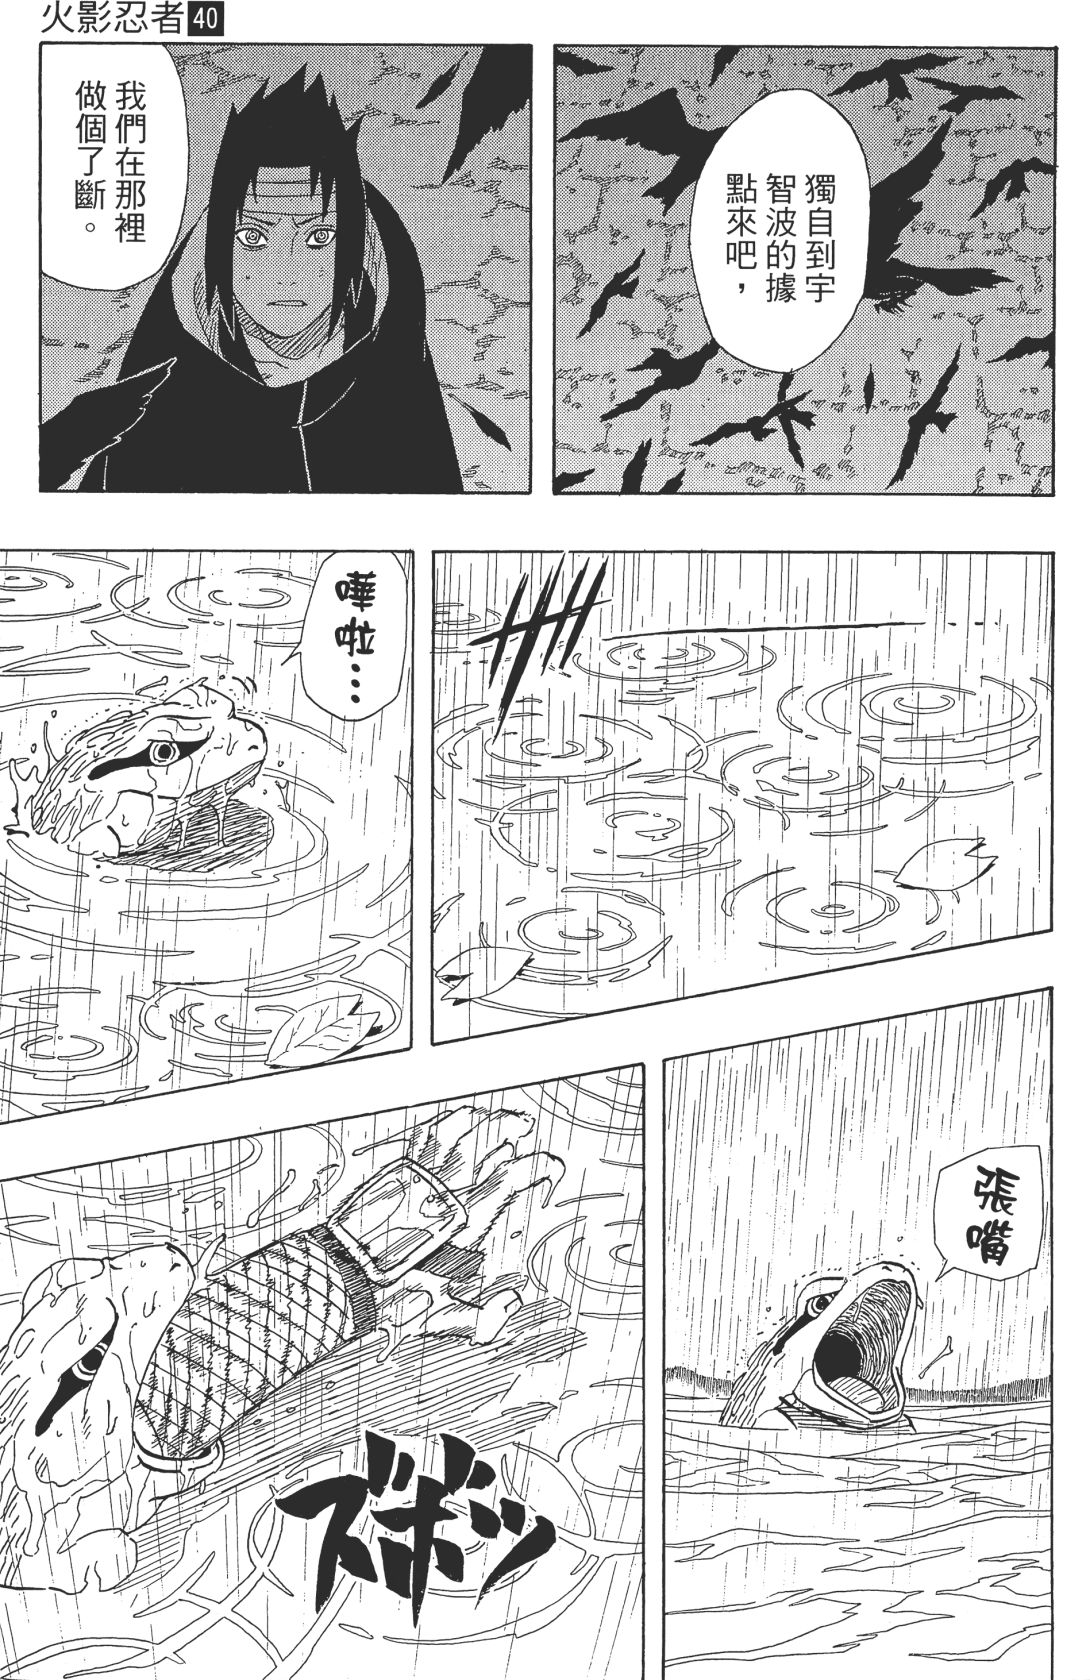 火影忍者40
獨自到宇
智波的據
點來吧，
我們在那裡
做個了斷。
嘩
啦…
張
嘴
ズボッ